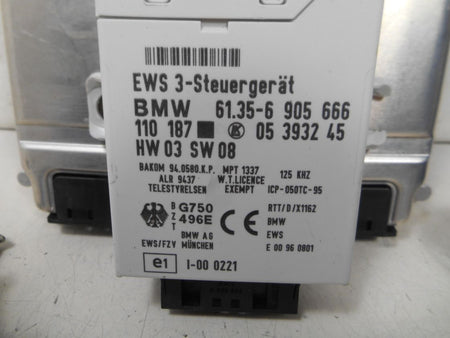 EWS 3-Steuergerät
BMW 61.35-6 905 666
110 187 05 3932 45
HW 03 SW 08
BAKOM 94.0580.K.P. MPT 1337 125 KHZ
ALR 9437 W.T.LICENCE ICP-050TC-95
TELESTYRELSEN EXEMPT
BZT G750 496E CE RTT/D/X1162
BMW
BMW AG EWS
EWS/FZV MÜNCHEN E 00 96 0801
e1 I-00 0221